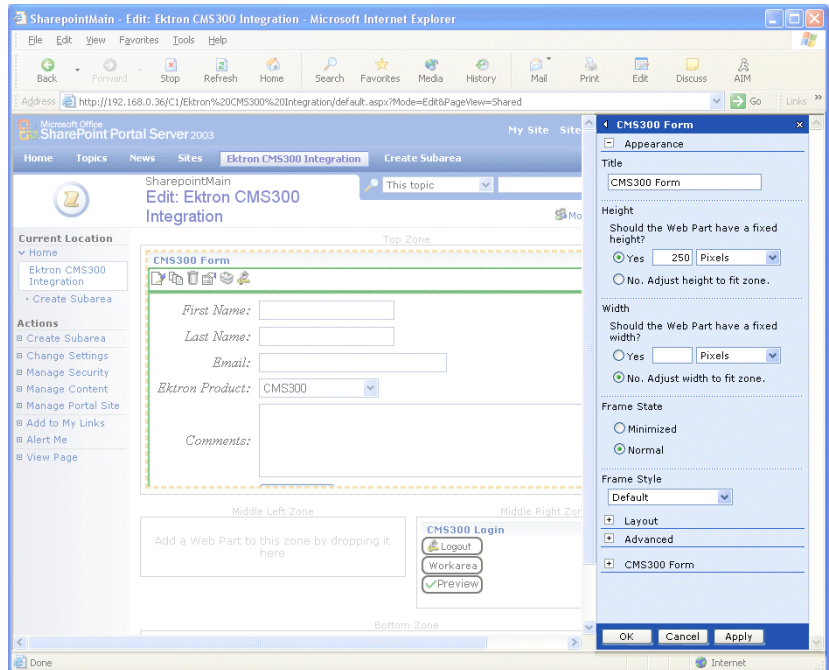 SharepointMain - Edit: Ektron CMS300 Integration - Microsoft Internet Explorer
File Edit View Favorites Tools Help
Back Forward Stop Refresh Home Search Favorites Media History Mail Print Edit Discuss AIM
Address http://192.168.0.36/C1/Ektron%20CMS300%20Integration/default.aspx?Mode=Edit&PageView=Shared Go Links »
Microsoft Office
SharePoint Portal Server 2003
My Site Site
Home Topics News Sites Ektron CMS300 Integration Create Subarea
SharepointMain
Edit: Ektron CMS300
Integration
This topic
Mo
Current Location
Home
Ektron CMS300
Integration
Create Subarea
Actions
Create Subarea
Change Settings
Manage Security
Manage Content
Manage Portal Site
Add to My Links
Alert Me
View Page
Top Zone
CMS300 Form
First Name:
Last Name:
Email:
Ektron Product: CMS300
Comments:
Middle Left Zone
Add a Web Part to this zone by dropping it
here
Middle Right Zor
CMS300 Login
Logout
Workarea
Preview
Bottom Zone
CMS300 Form x
Appearance
Title
CMS300 Form
Height
Should the Web Part have a fixed
height?
Yes 250 Pixels
No. Adjust height to fit zone.
Width
Should the Web Part have a fixed
width?
Yes Pixels
No. Adjust width to fit zone.
Frame State
Minimized
Normal
Frame Style
Default
Layout
Advanced
CMS300 Form
OK Cancel Apply
Done Internet